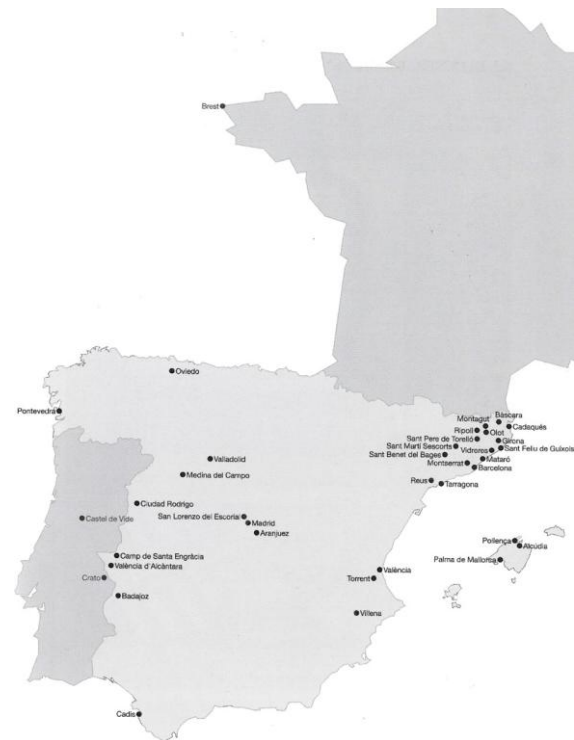 Brest
Oviedo
Pontevedra
Bàscara
Montagut
Cadaqués
Ripoll
Olot
Sant Pere de Torelló
Girona
Sant Martí Sescorts
Sant Feliu de Guíxols
Vidreres
Sant Benet del Bages
Mataró
Valladolid
Montserrat
Barcelona
Medina del Campo
Reus
Tarragona
Ciudad Rodrigo
San Lorenzo del Escorial
Castel de Vide
Madrid
Aranjuez
Pollença
Alcúdia
Camp de Santa Engràcia
Palma de Mallorca
València d'Alcàntara
València
Crato
Torrent
Badajoz
Villena
Cadis